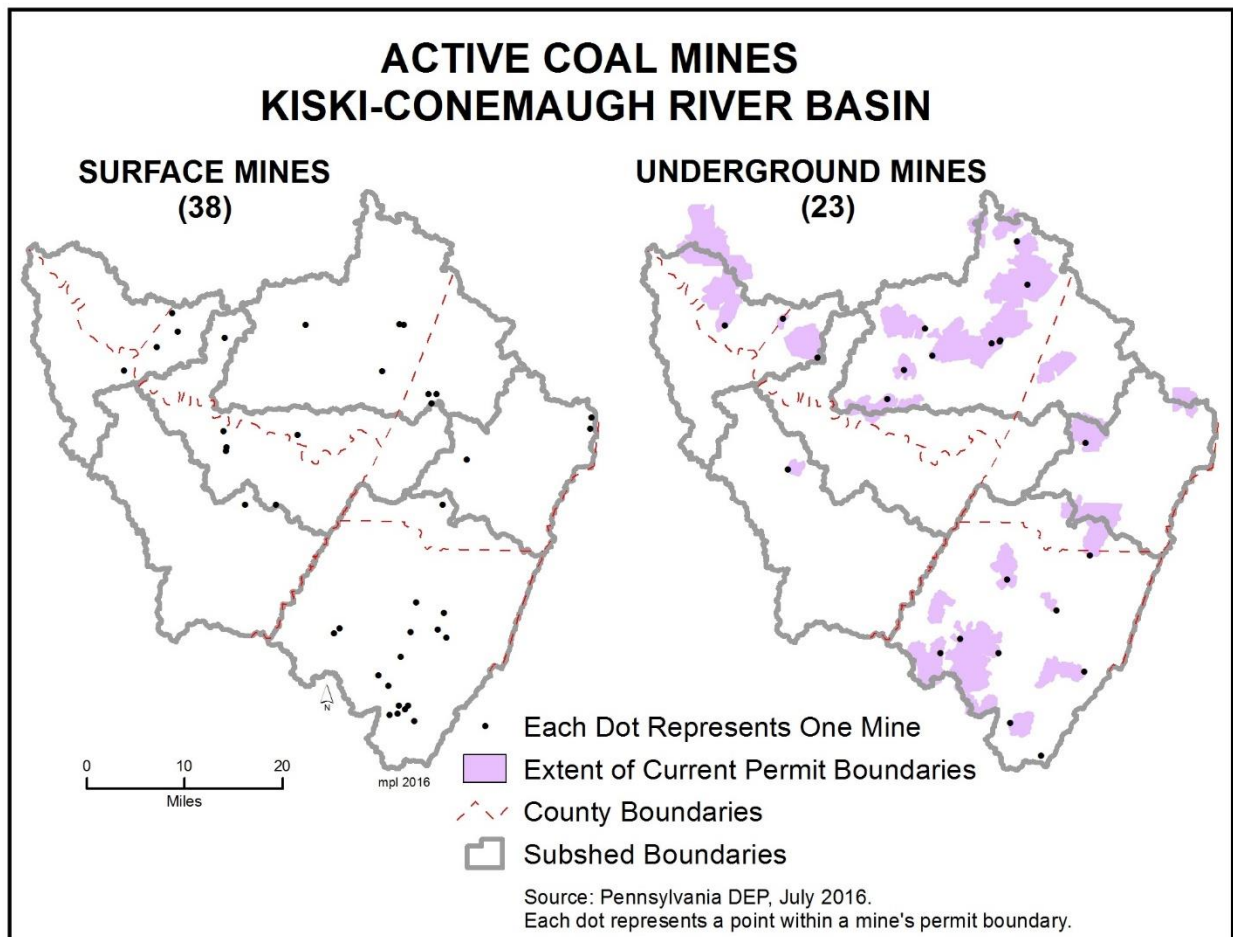 ACTIVE COAL MINES
KISKI-CONEMAUGH RIVER BASIN
SURFACE MINES
(38)
UNDERGROUND MINES
(23)
N
0 10 20
Miles
mpl 2016
Each Dot Represents One Mine
Extent of Current Permit Boundaries
County Boundaries
Subshed Boundaries
Source: Pennsylvania DEP, July 2016.
Each dot represents a point within a mine's permit boundary.